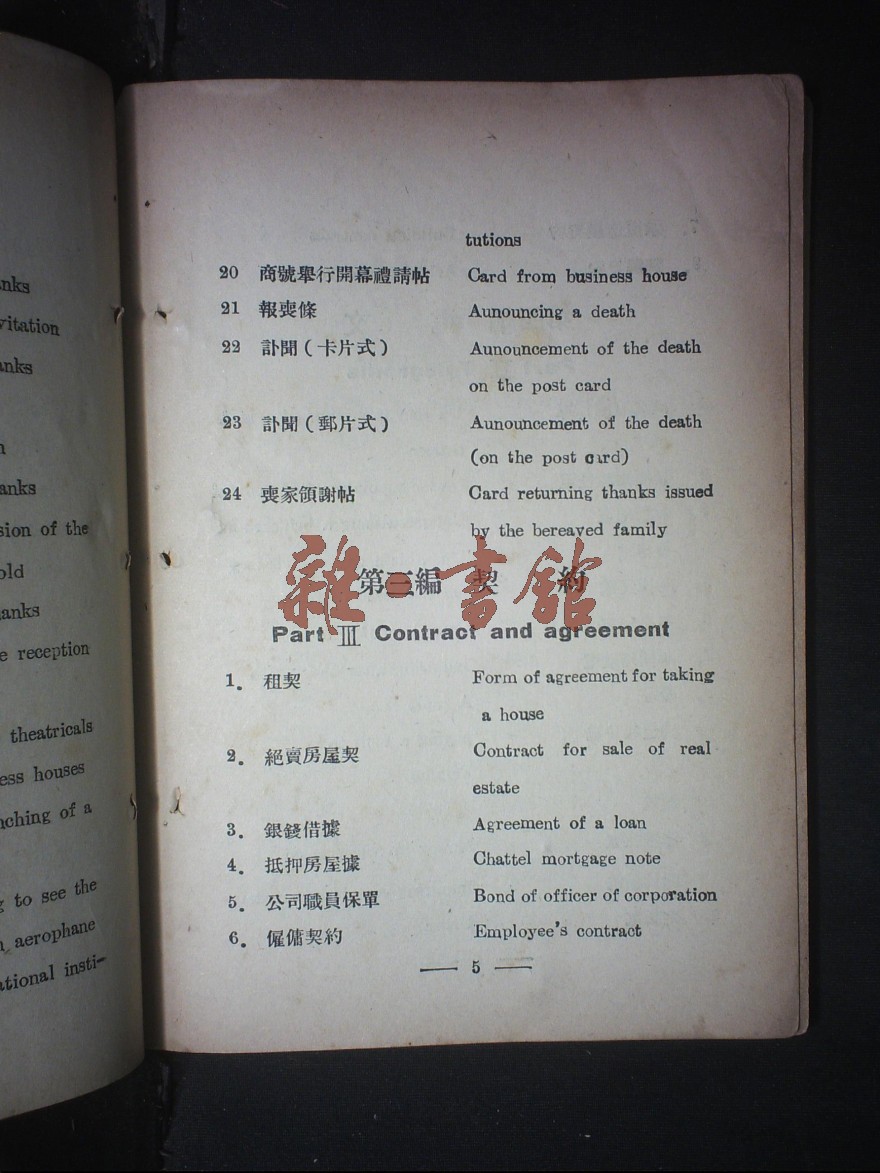 nks
vitation
anks
anks
sion of the
old
anks
e reception
theatricals
ess houses
nching of a
to see the
aerophane
ational insti-
tutions
20 商號舉行開幕禮請帖 Card from business house
21 報喪條 Aunouncing a death
22 訃聞(卡片式) Aunouncement of the death
on the post card
23 訃聞(郵片式) Aunouncement of the death
(on the post card)
24 喪家領謝帖 Card returning thanks issued
by the bereaved family
第三編 契 約
Part III Contract and agreement
1. 租契 Form of agreement for taking
a house
2. 絕賣房屋契 Contract for sale of real
estate
3. 銀錢借據 Agreement of a loan
4. 抵押房屋據 Chattel mortgage note
5. 公司職員保單 Bond of officer of corporation
6. 僱傭契約 Employee's contract
— 5 —
雜·書館